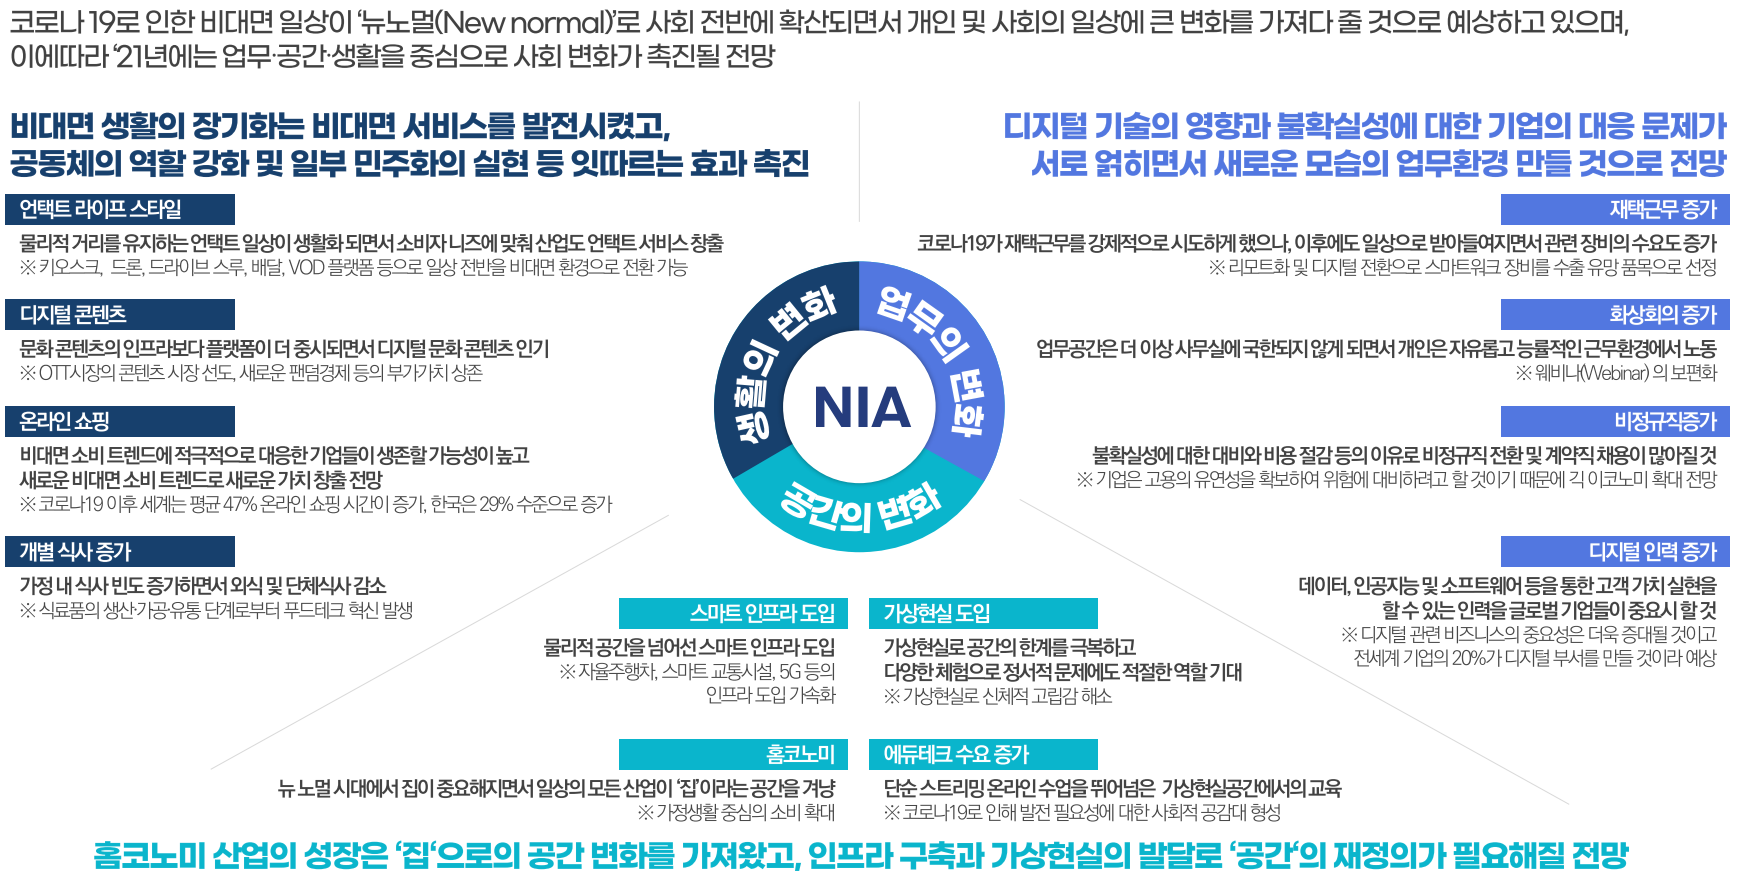 코로나 19로 인한 비대면 일상이 ‘뉴노멀(New normal)’로 사회 전반에 확산되면서 개인 및 사회의 일상에 큰 변화를 가져다 줄 것으로 예상하고 있으며,
이에따라 ‘21년에는 업무·공간·생활을 중심으로 사회 변화가 촉진될 전망
비대면 생활의 장기화는 비대면 서비스를 발전시켰고,
공동체의 역할 강화 및 일부 민주화의 실현 등 잇따르는 효과 촉진
언택트 라이프 스타일
물리적 거리를 유지하는 언택트 일상이 생활화 되면서 소비자 니즈에 맞춰 산업도 언택트 서비스 창출
※ 키오스크, 드론, 드라이브 스루, 배달, VOD 플랫폼 등으로 일상 전반을 비대면 환경으로 전환 가능
디지털 콘텐츠
문화 콘텐츠의 인프라보다 플랫폼이 더 중시되면서 디지털 문화 콘텐츠 인기
※ OTT시장의 콘텐츠 시장 선도, 새로운 팬덤경제 등의 부가가치 상존
온라인 쇼핑
비대면 소비 트렌드에 적극적으로 대응한 기업들이 생존할 가능성이 높고
새로운 비대면 소비 트렌드로 새로운 가치 창출 전망
※ 코로나19 이후 세계는 평균 47% 온라인 쇼핑 시간이 증가, 한국은 29% 수준으로 증가
개별 식사 증가
가정 내 식사 빈도 증가하면서 외식 및 단체식사 감소
※ 식료품의 생산·가공·유통 단계로부터 푸드테크 혁신 발생
디지털 기술의 영향과 불확실성에 대한 기업의 대응 문제가
서로 얽히면서 새로운 모습의 업무환경 만들 것으로 전망
재택근무 증가
코로나19가 재택근무를 강제적으로 시도하게 했으나, 이후에도 일상으로 받아들여지면서 관련 장비의 수요도 증가
※ 리모트화 및 디지털 전환으로 스마트워크 장비를 수출 유망 품목으로 선정
화상회의 증가
업무공간은 더 이상 사무실에 국한되지 않게 되면서 개인은 자유롭고 능률적인 근무환경에서 노동
※ 웨비나(Webinar) 의 보편화
비정규직증가
불확실성에 대한 대비와 비용 절감 등의 이유로 비정규직 전환 및 계약직 채용이 많아질 것
※ 기업은 고용의 유연성을 확보하여 위험에 대비하려고 할 것이기 때문에 긱 이코노미 확대 전망
디지털 인력 증가
데이터, 인공지능 및 소프트웨어 등을 통한 고객 가치 실현을
할 수 있는 인력을 글로벌 기업들이 중요시 할 것
※ 디지털 관련 비즈니스의 중요성은 더욱 증대될 것이고
전세계 기업의 20%가 디지털 부서를 만들 것이라 예상
생활의 변화
업무의 변화
NIA
공간의 변화
스마트 인프라 도입
물리적 공간을 넘어선 스마트 인프라 도입
※ 자율주행차, 스마트 교통시설, 5G 등의
인프라 도입 가속화
가상현실 도입
가상현실로 공간의 한계를 극복하고
다양한 체험으로 정서적 문제에도 적절한 역할 기대
※ 가상현실로 신체적 고립감 해소
홈코노미
뉴 노멀 시대에서 집이 중요해지면서 일상의 모든 산업이 ‘집’이라는 공간을 겨냥
※ 가정생활 중심의 소비 확대
에듀테크 수요 증가
단순 스트리밍 온라인 수업을 뛰어넘은 가상현실공간에서의 교육
※ 코로나19로 인해 발전 필요성에 대한 사회적 공감대 형성
홈코노미 산업의 성장은 ‘집‘으로의 공간 변화를 가져왔고, 인프라 구축과 가상현실의 발달로 ‘공간‘의 재정의가 필요해질 전망